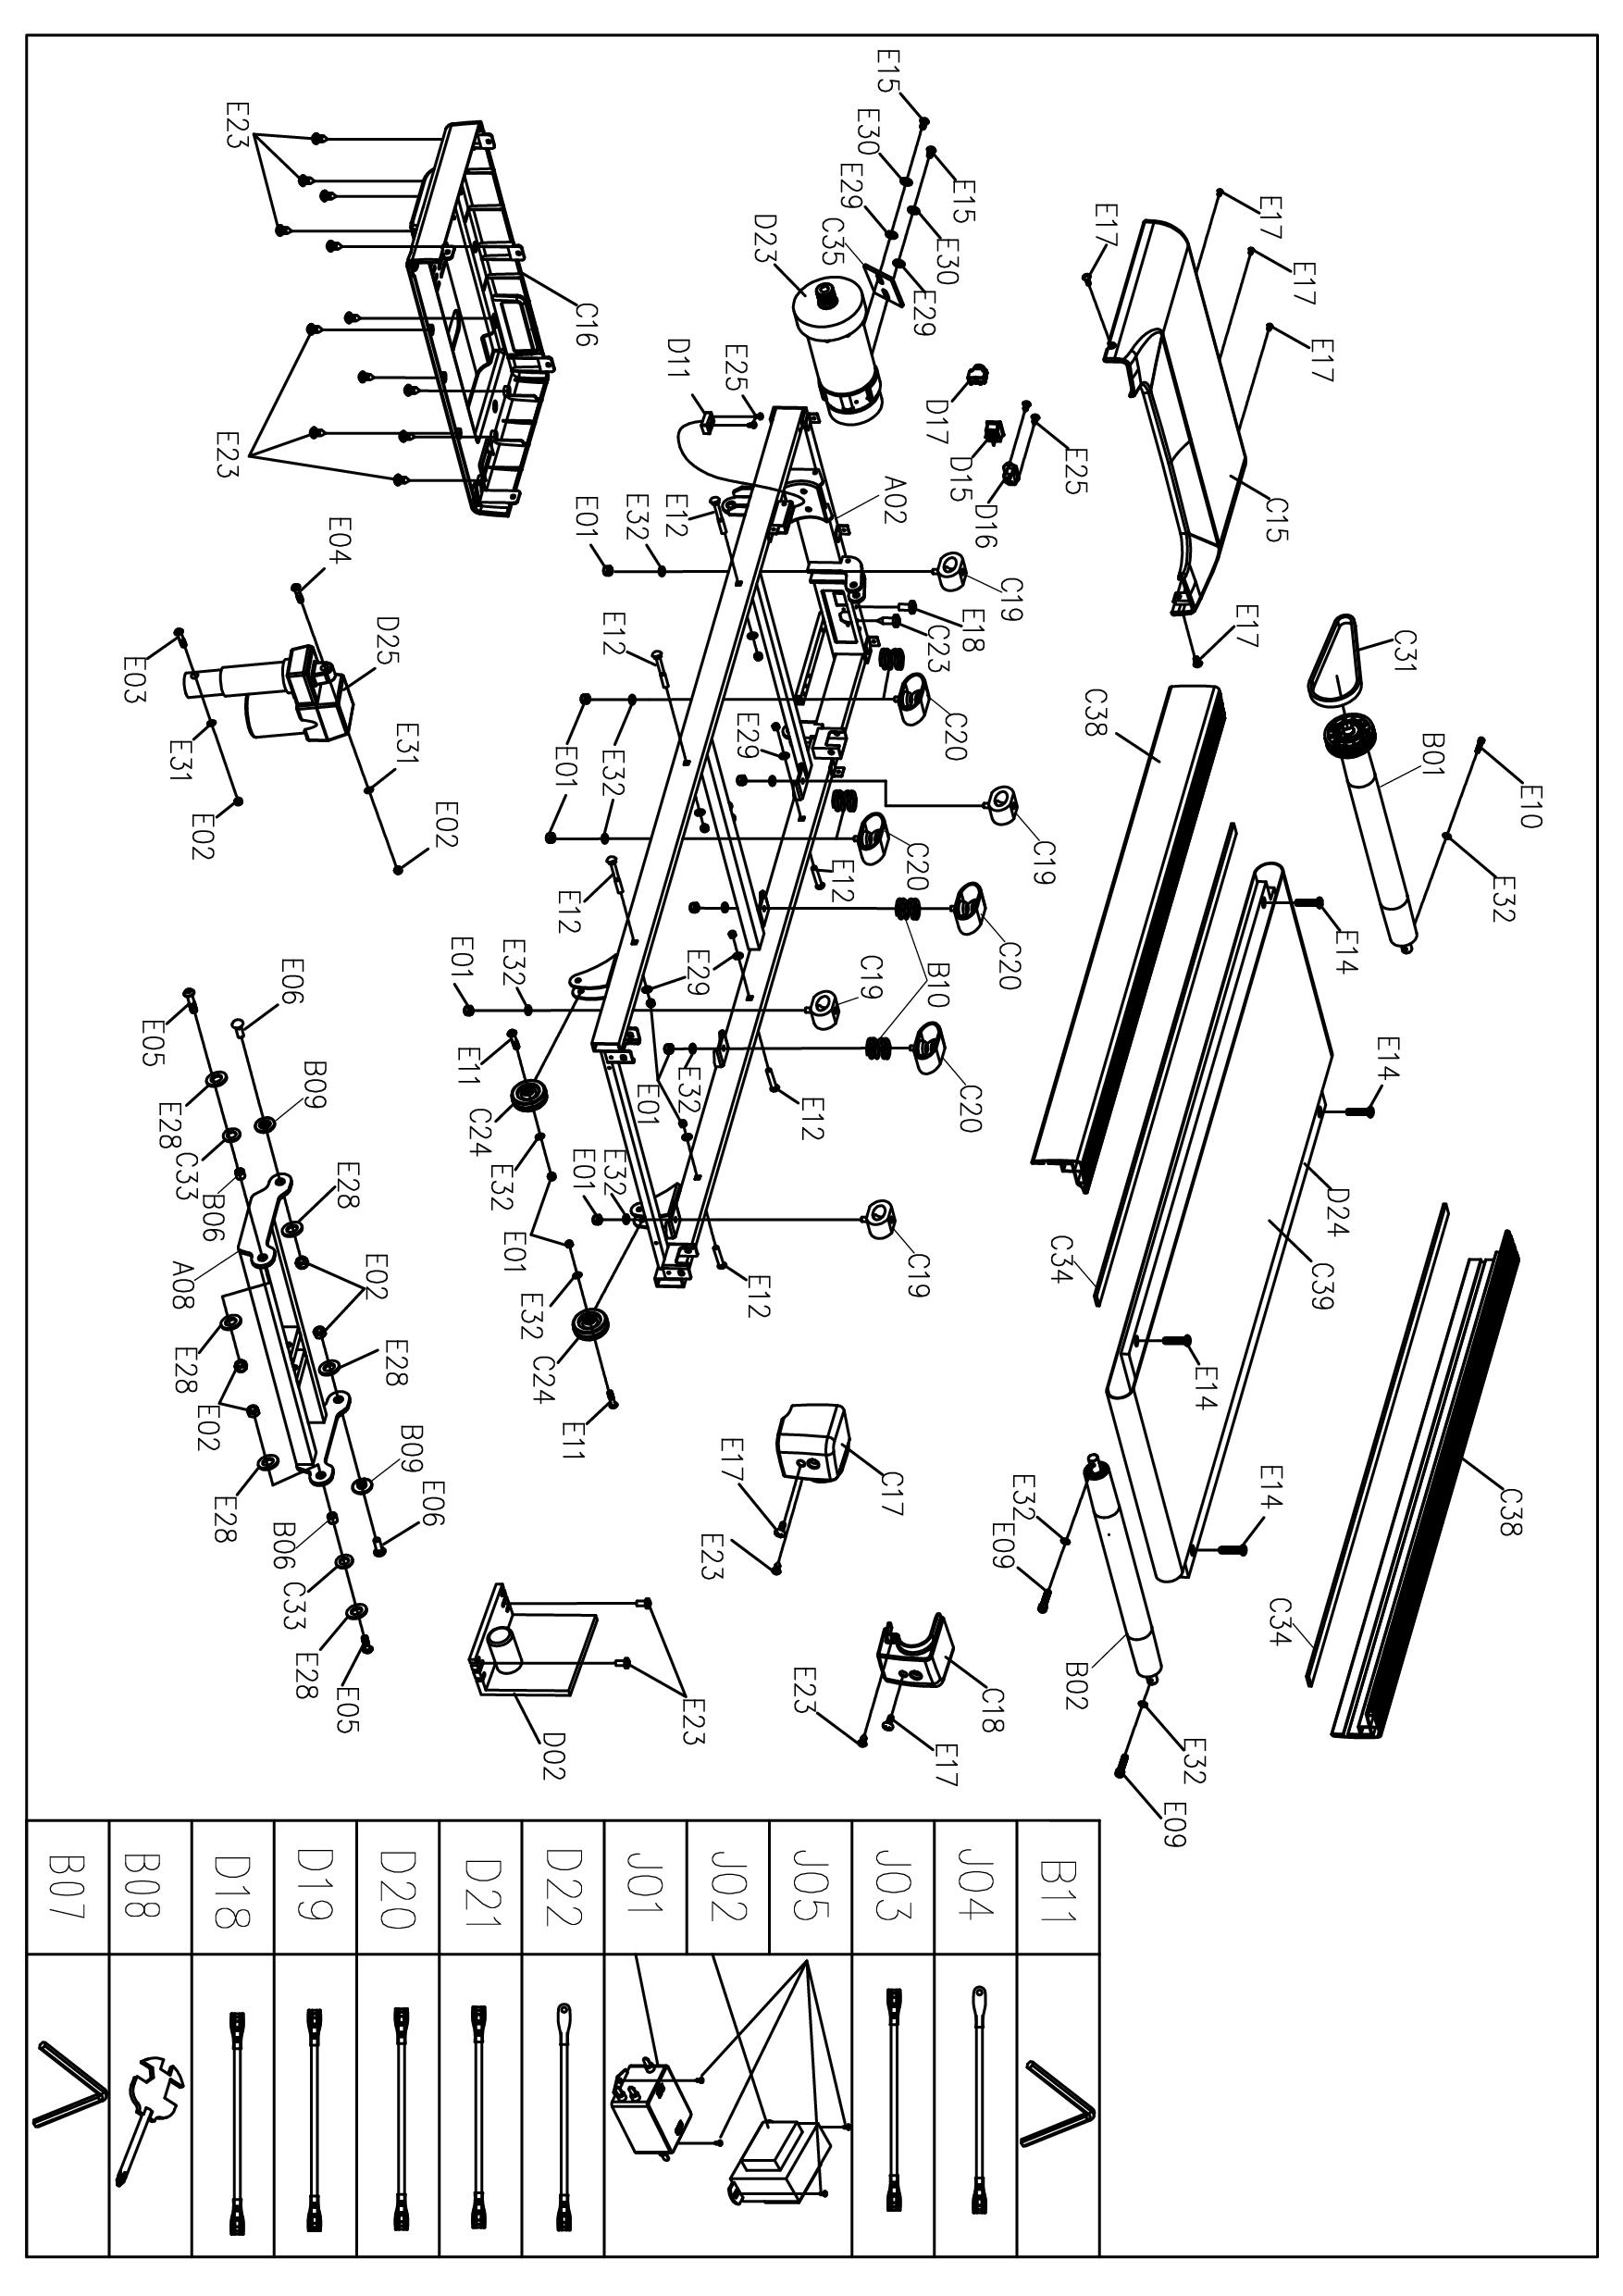 E15
E30
E29
C35
D23
E15
E30
E29
E17
E17
E17
E17
C15
E17
E23
C16
E23
D11
E25
D17
D15
D16
E25
A02
E12
E32
E01
C19
E18
C23
C20
E12
E29
E32
E01
C19
C20
E12
C20
B10
C20
E12
E29
C19
E32
E01
E11
C24
E32
E01
E32
E01
E12
E32
E01
C19
E12
E32
C24
E11
E04
D25
E03
E31
E02
E31
E02
C31
B01
E10
E32
C38
E14
E14
D24
C39
C34
E14
E14
C38
C34
E32
E09
B02
E32
E09
E06
E05
B09
E28
C33
B06
A08
E28
E02
E28
E28
E02
E28
B09
E06
B06
C33
E28
E05
C17
E17
E23
C18
E23
E17
E23
D02
B11
J04
J03
J05
J02
J01
D22
D21
D20
D19
D18
B08
B07